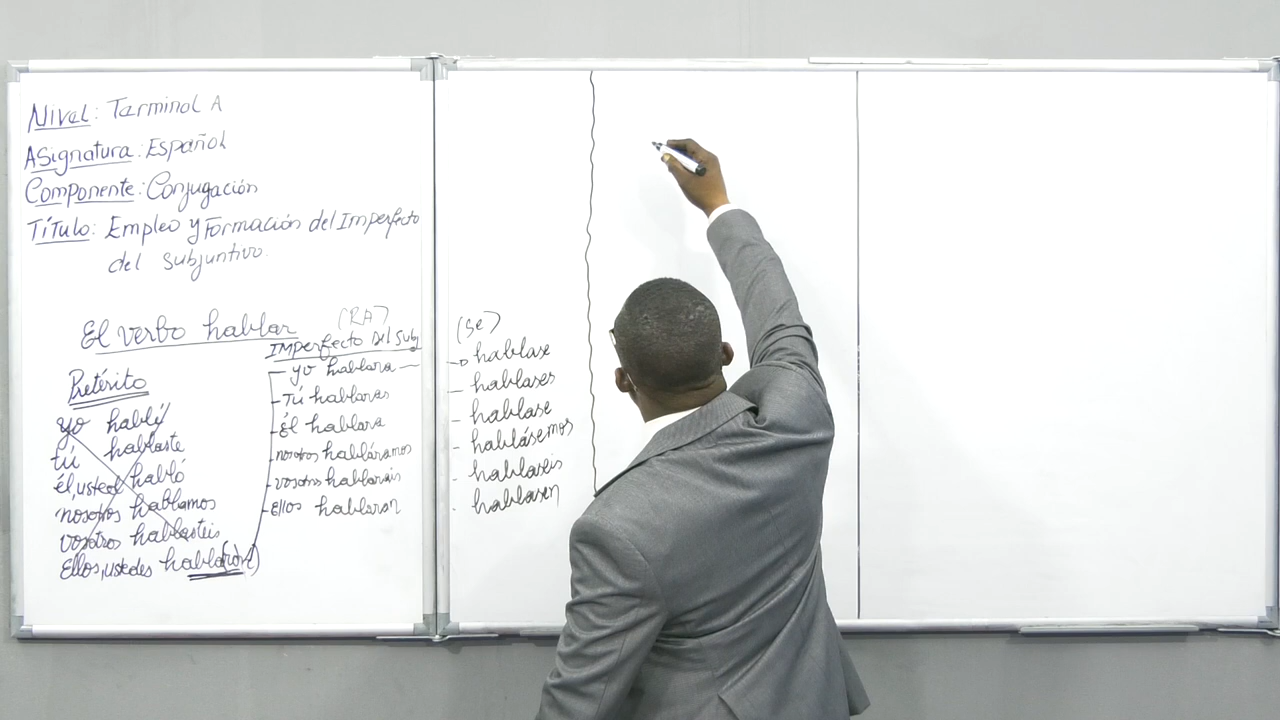 Nivel: Terminal A
Asignatura: Español
Componente: Conjugación
Título: Empleo y Formación del Imperfecto
del subjuntivo.
El verbo hablar
Pretérito
yo hablé
tú hablaste
él, usted habló
nosotros hablamos
vosotros hablasteis
Ellos, ustedes hablaron
(RA)
Imperfecto Del Subj
yo hablara
Tú hablaras
Él hablara
nosotros habláramos
vosotros hablarais
Ellos hablaran
(Se)
hablase
hablases
hablase
hablásemos
hablaseis
hablasen